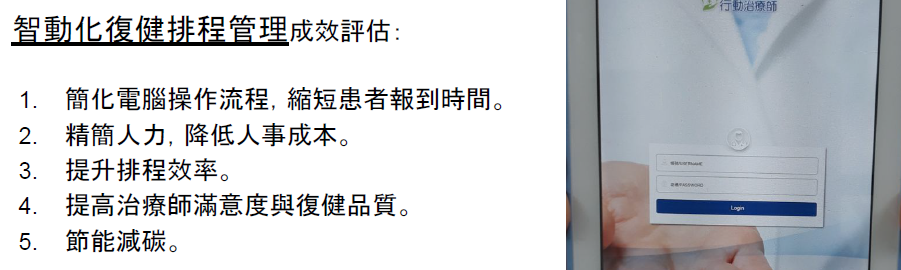 智動化復健排程管理成效評估:
1. 簡化電腦操作流程, 縮短患者報到時間。
2. 精簡人力, 降低人事成本。
3. 提升排程效率。
4. 提高治療師滿意度與復健品質。
5. 節能減碳。
行動治療師
Login